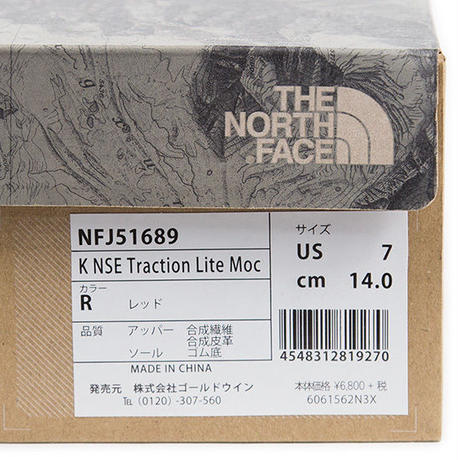 THE
NORTH
FACE
NFJ51689
K NSE Traction Lite Moc
カラー
R レッド
品質 アッパー 合成繊維
合成皮革
ソール ゴム底
MADE IN CHINA
発売元 株式会社ゴールドウイン
TEL (0120) -307-560
サイズ
US 7
cm 14.0
4548312819270
本体価格 ¥6,800 + 税
6061562N3X